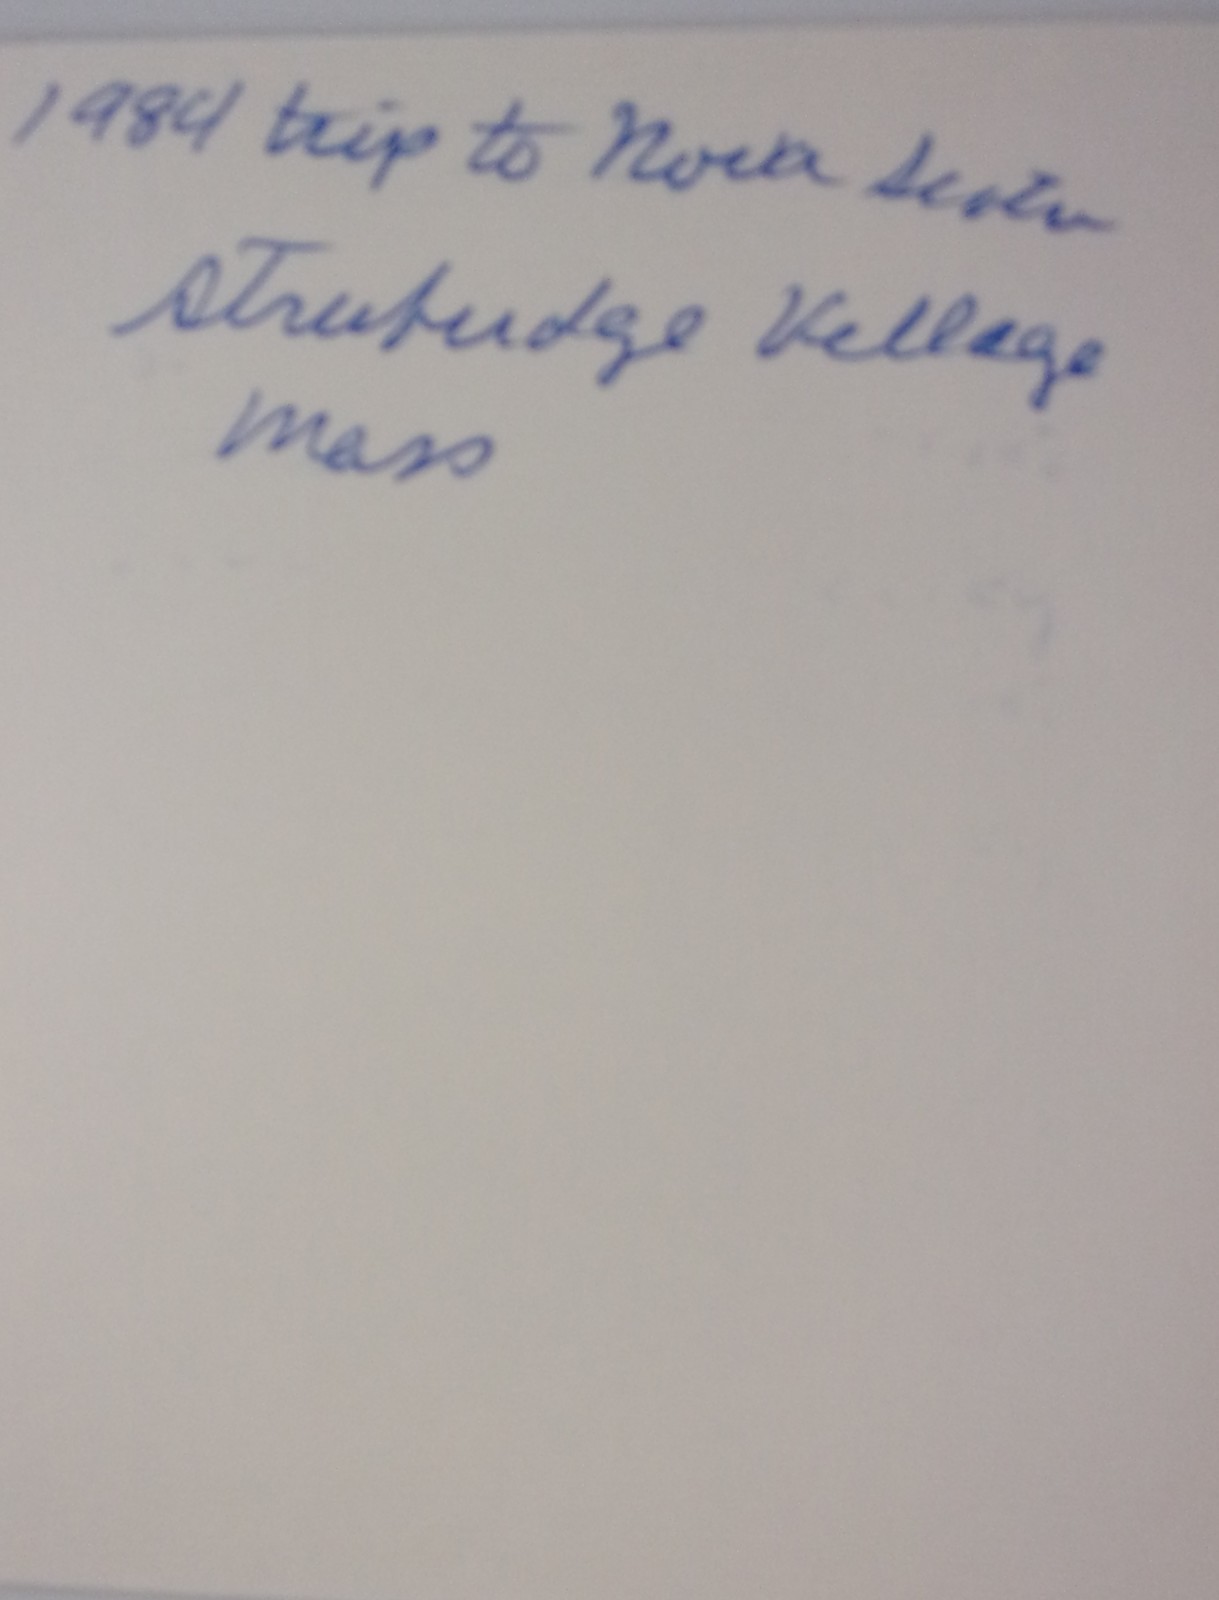 1984 trip to Nova Scotia
Sturbridge Village
Mass